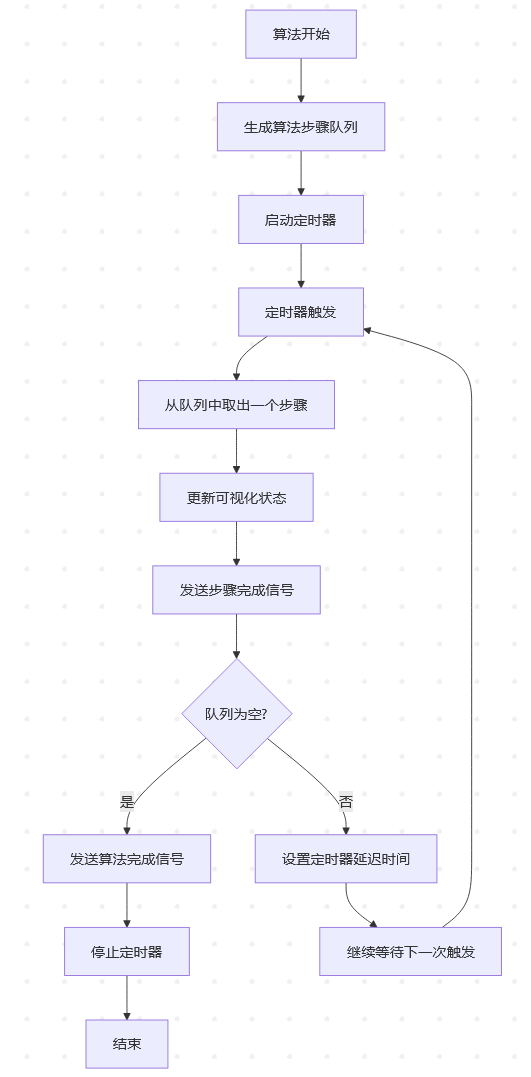 算法开始
生成算法步骤队列
启动定时器
定时器触发
从队列中取出一个步骤
更新可视化状态
发送步骤完成信号
队列为空?
是
否
发送算法完成信号
设置定时器延迟时间
停止定时器
继续等待下一次触发
结束